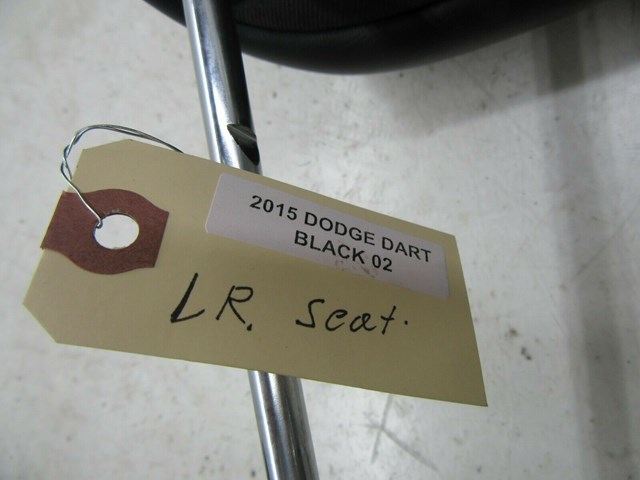 2015 DODGE DART
BLACK 02
LR. Seat.